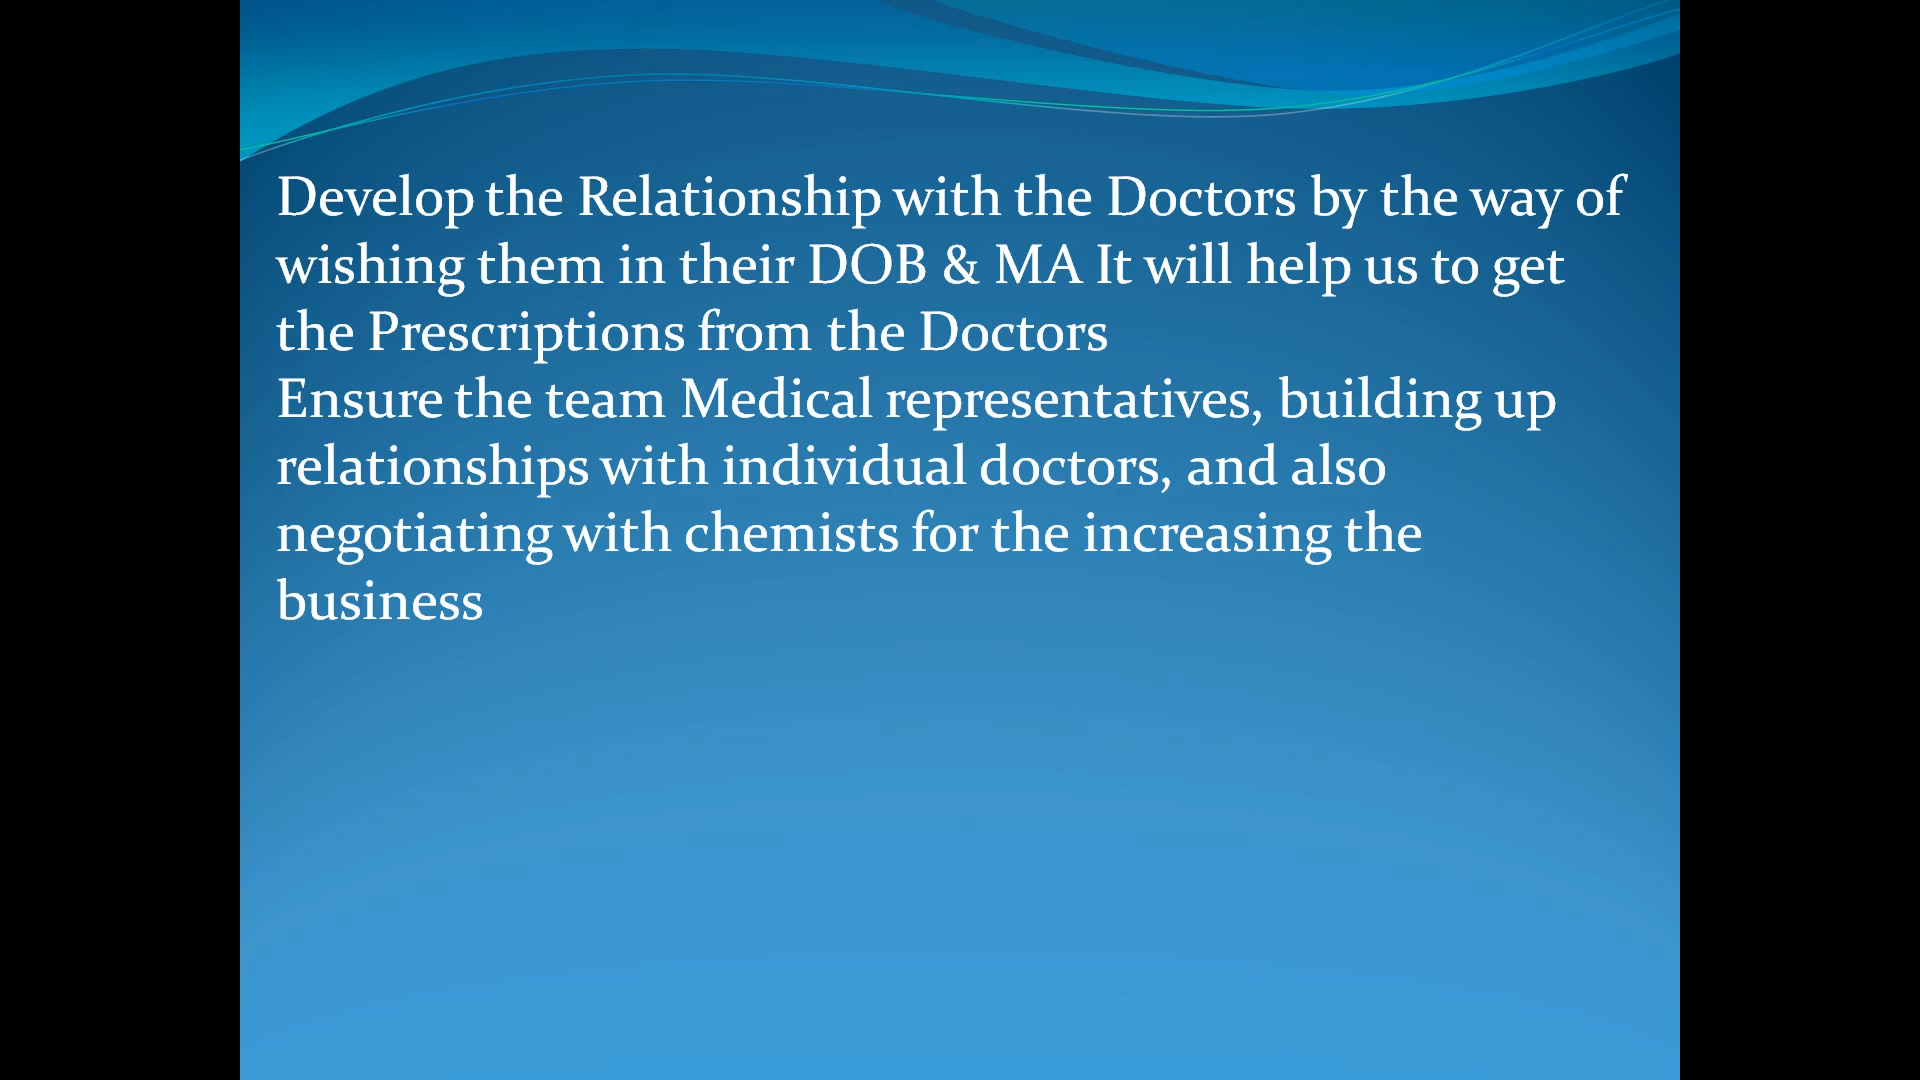 Develop the Relationship with the Doctors by the way of
wishing them in their DOB & MA It will help us to get
the Prescriptions from the Doctors
Ensure the team Medical representatives, building up
relationships with individual doctors, and also
negotiating with chemists for the increasing the
business